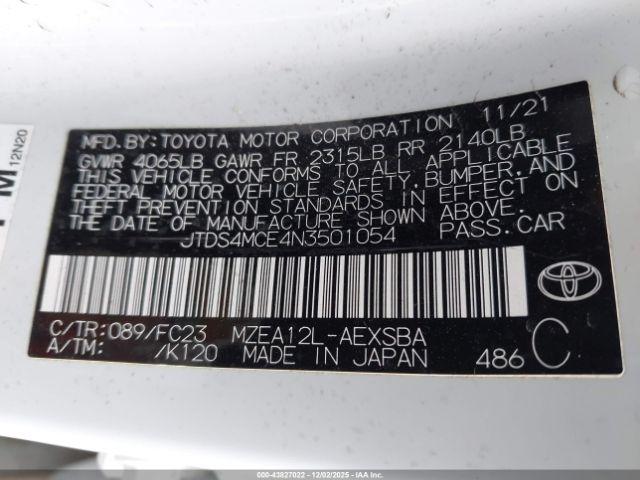 MFD.BY:TOYOTA MOTOR CORPORATION 11/21
GVWR 4065LB GAWR FR 2315LB RR 2140LB
THIS VEHICLE CONFORMS TO ALL APPLICABLE
FEDERAL MOTOR VEHICLE SAFETY,BUMPER,AND
THEFT PREVENTION STANDARDS IN EFFECT ON
THE DATE OF MANUFACTURE SHOWN ABOVE.
JTDS4MCE4N3501054 PASS.CAR
C/TR:089/FC23 MZEA12L-AEXSBA
A/TM: /K120 MADE IN JAPAN 486 C
TOYOTA
M
12N20
000-43827022 - 12/02/2025 - COPART